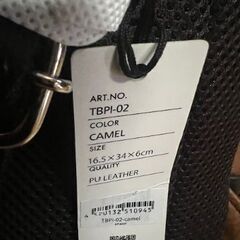 ART.NO.
TBPI-02
COLOR
CAMEL
SIZE
16.5×34×6cm
QUALITY
PU LEATHER
TBPI-02-camel